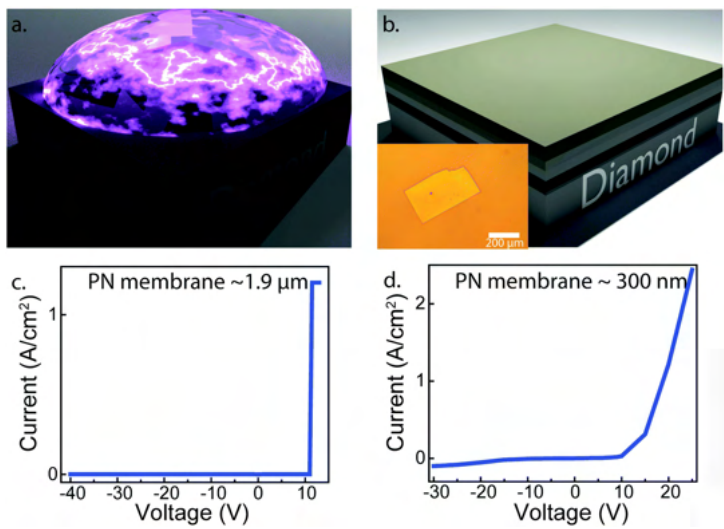 a.
b.
Diamond
200 µm
c.
PN membrane ~1.9 µm
1
0
Current (A/cm²)
-40 -30 -20 -10 0 10
Voltage (V)
d.
PN membrane ~ 300 nm
2
1
0
Current (A/cm²)
-30 -20 -10 0 10 20
Voltage (V)